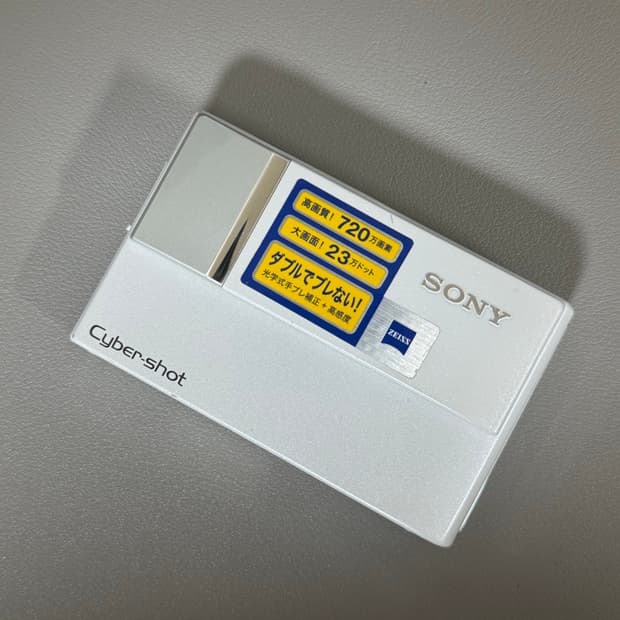 高画質! 720万画素
大画面! 23万ドット
ダブルでブレない!
光学式手ブレ補正+高感度
SONY
ZEISS
Cyber-shot